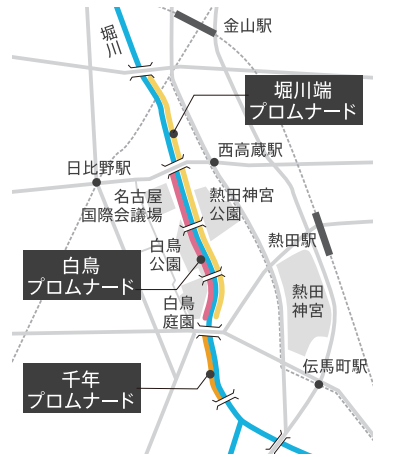 金山駅
堀川
堀川端
プロムナード
西高蔵駅
日比野駅
名古屋
国際会議場
熱田神宮
公園
白鳥
公園
熱田駅
白鳥
プロムナード
熱田
神宮
白鳥
庭園
伝馬町駅
千年
プロムナード